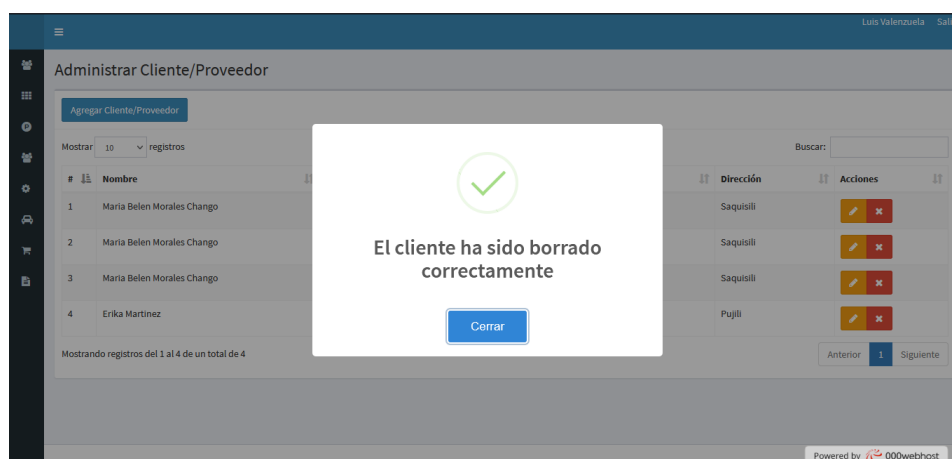 Luis Valenzuela Sali
Administrar Cliente/Proveedor
Agregar Cliente/Proveedor
Mostrar 10 registros Buscar:
# Nombre Dirección Acciones
1 Maria Belen Morales Chango Saquisili
2 Maria Belen Morales Chango Saquisili
3 Maria Belen Morales Chango Saquisili
4 Erika Martinez Pujili
El cliente ha sido borrado
correctamente
Cerrar
Mostrando registros del 1 al 4 de un total de 4 Anterior 1 Siguiente
Powered by 000webhost